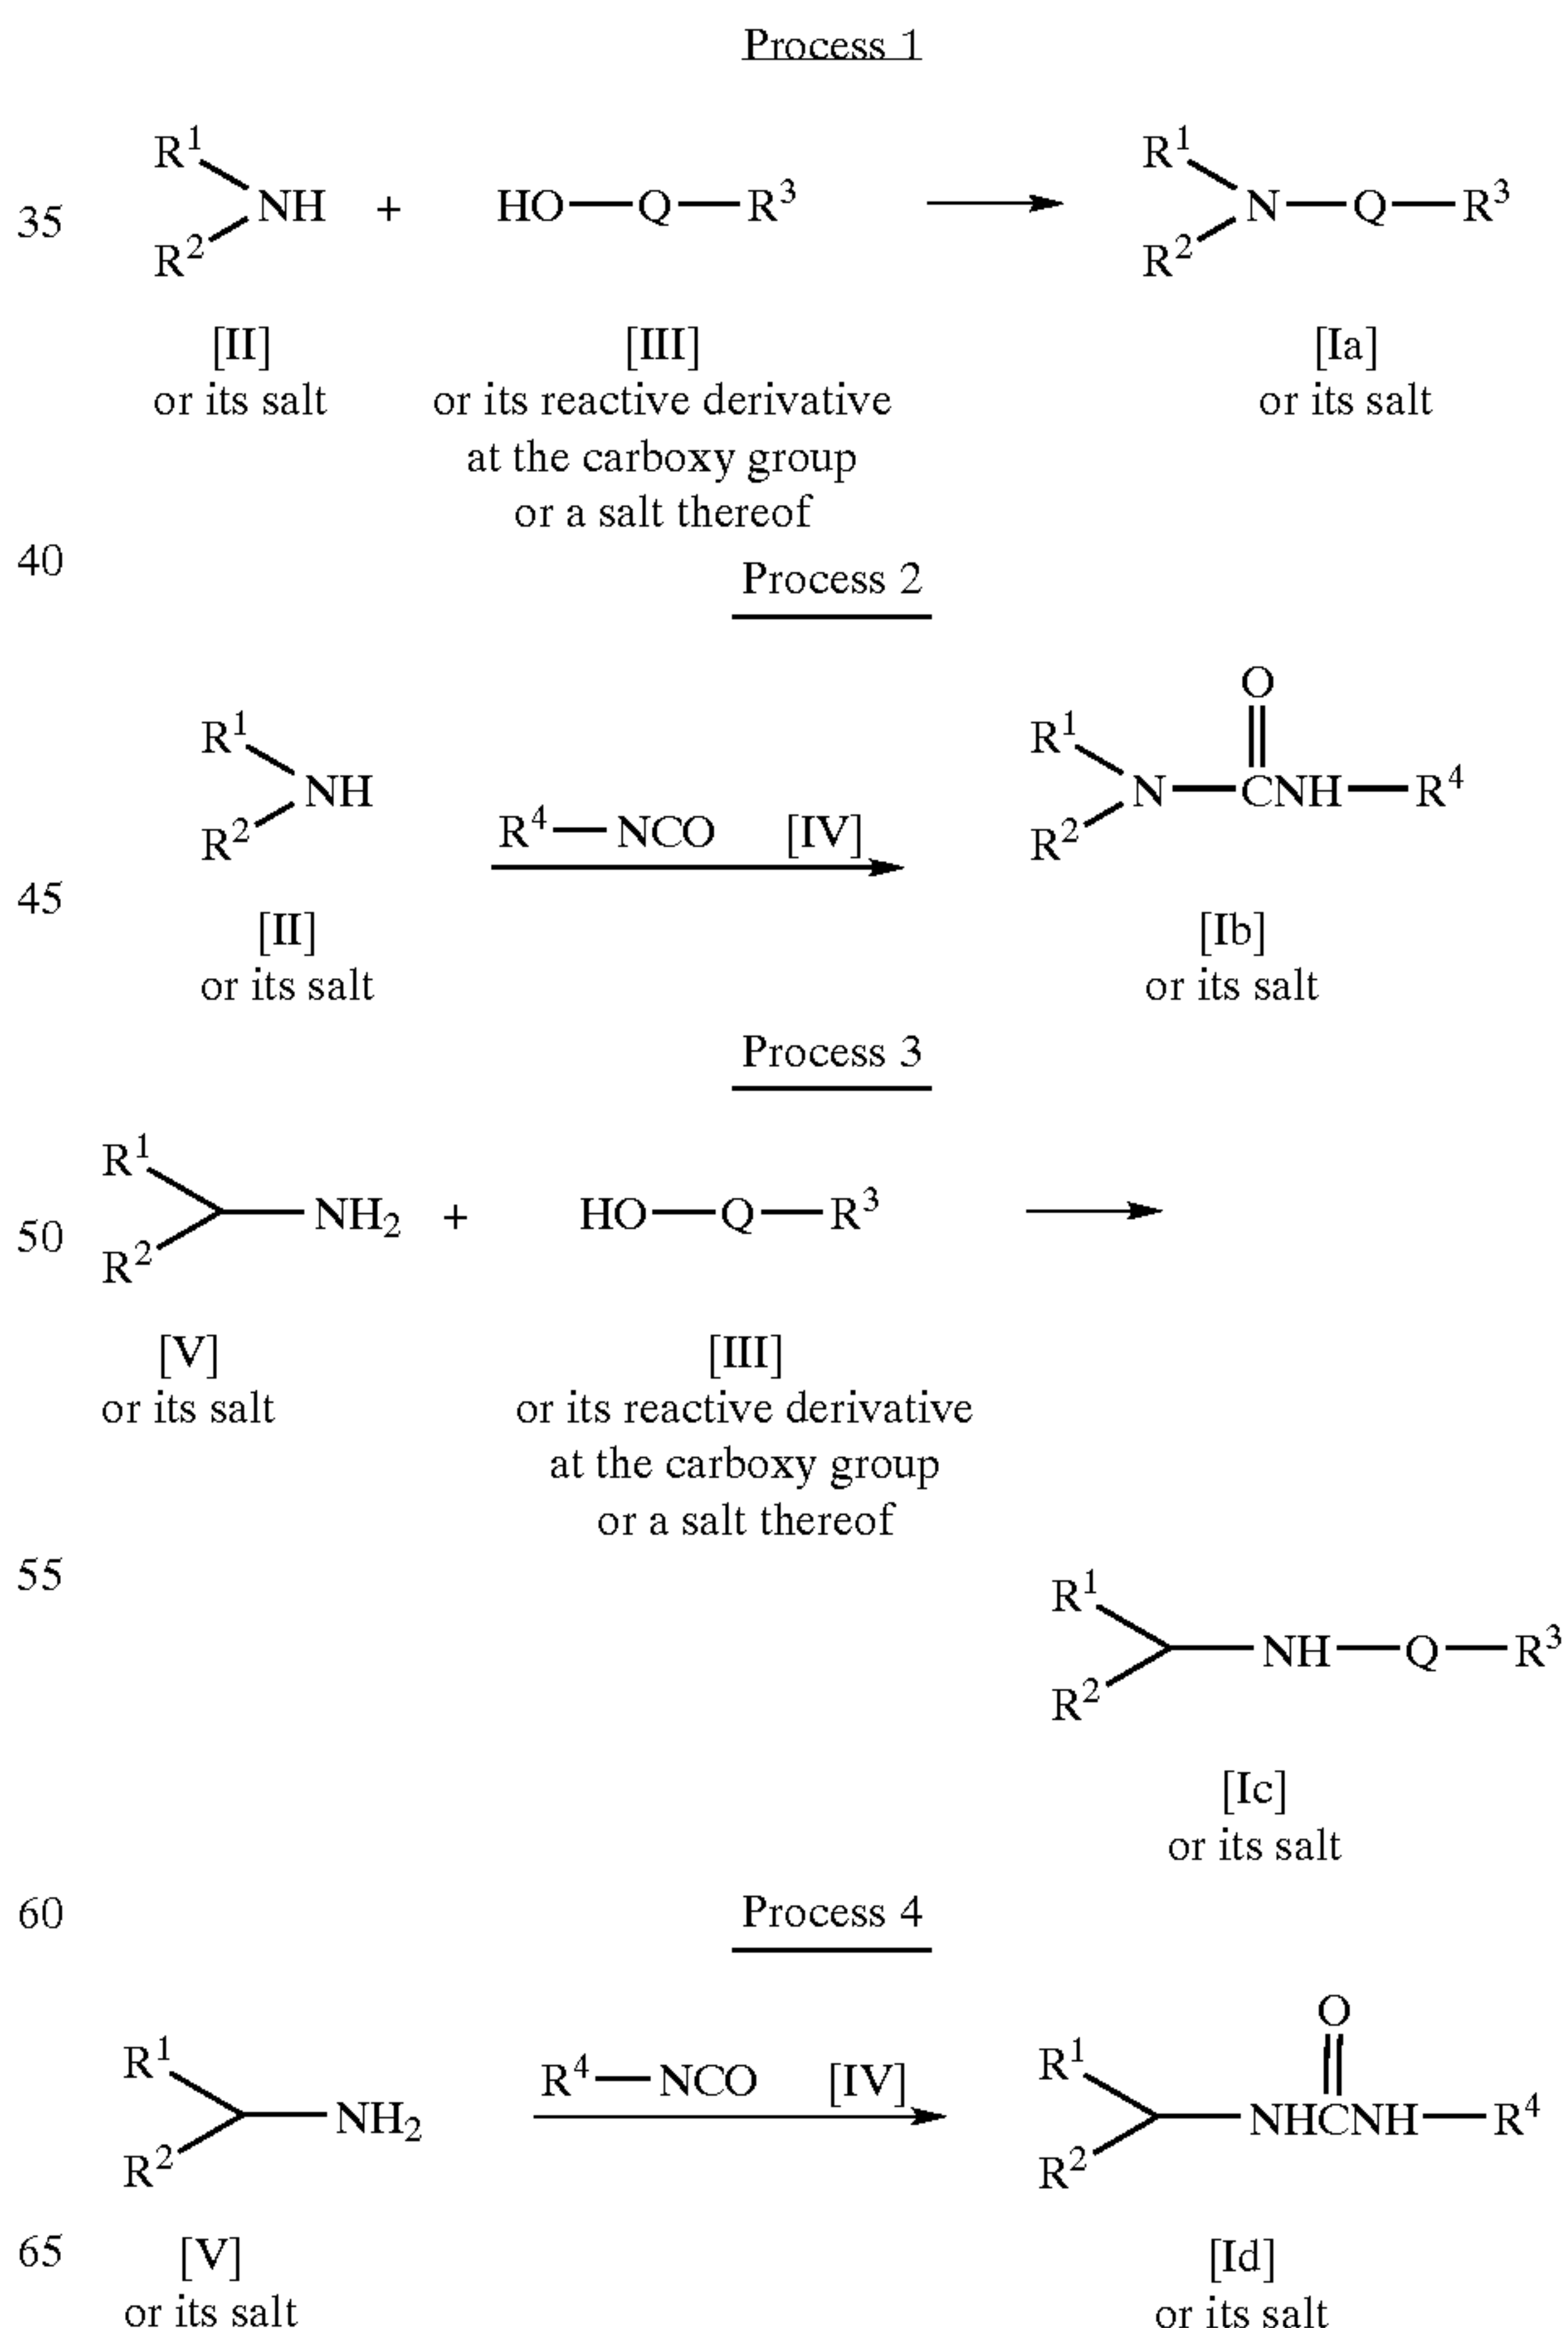 Process 1
R¹
R²
NH + HO—Q—R³ → R¹
R²
N—Q—R³
35
[II] [III] [Ia]
or its salt or its reactive derivative or its salt
at the carboxy group
or a salt thereof
40
Process 2
O
R¹ R¹
NH N—CNH—R⁴
R⁴—NCO [IV]
R² R²
45
[II] [Ib]
or its salt or its salt
Process 3
R¹
NH₂ + HO—Q—R³ →
50
R²
[V] [III]
or its salt or its reactive derivative
at the carboxy group
or a salt thereof
55
R¹
NH—Q—R³
R²
[Ic]
or its salt
60
Process 4
O
R¹ R¹
R⁴—NCO [IV]
NH₂ NHCNH—R⁴
R² R²
65
[V] [Id]
or its salt or its salt